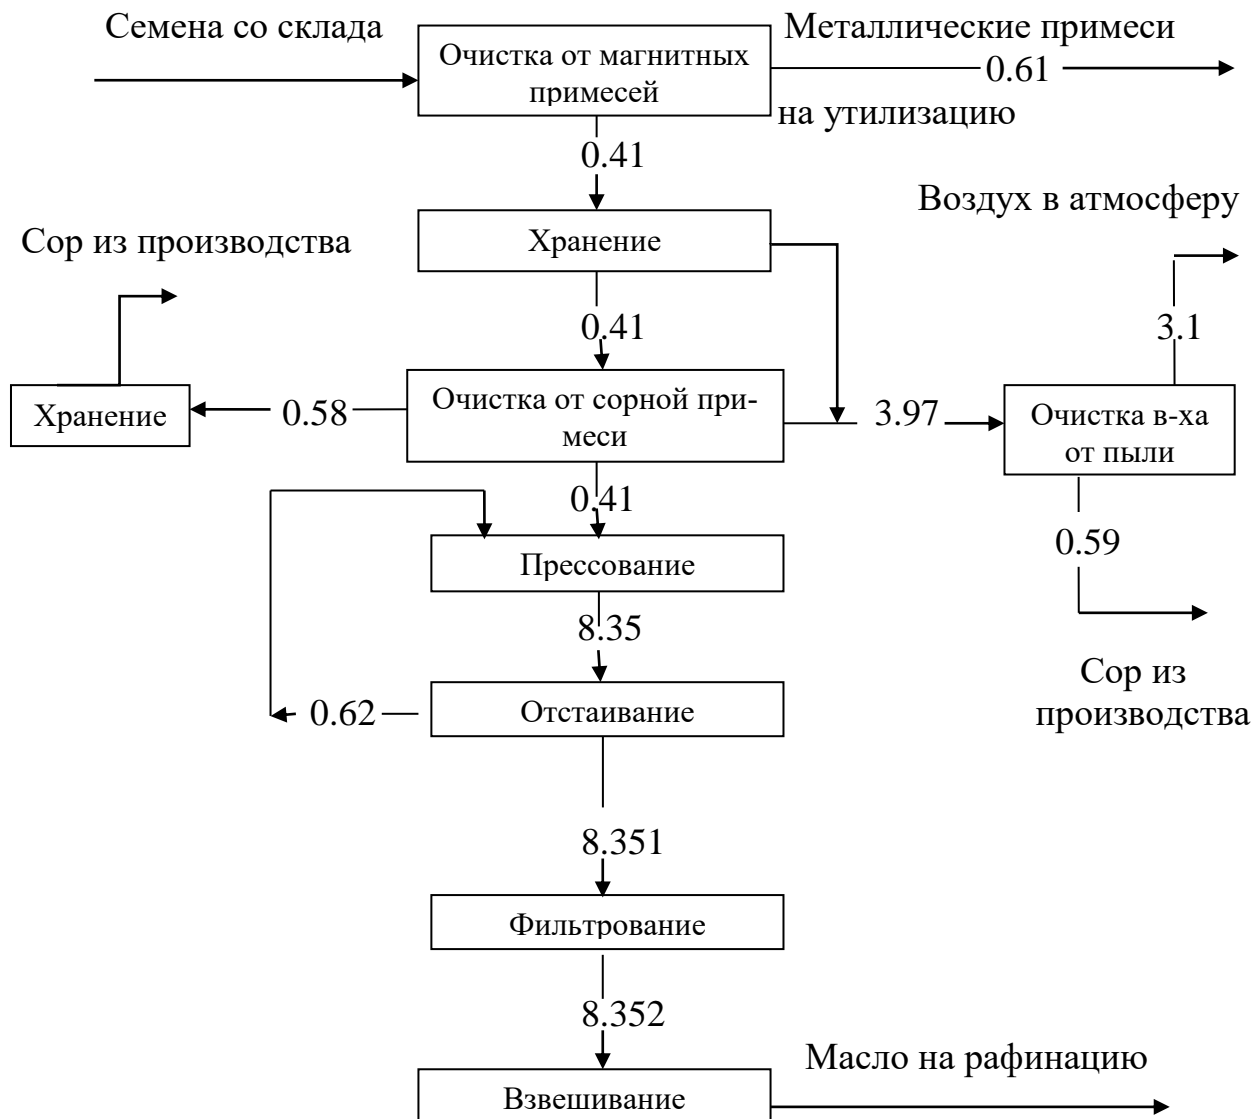 Семена со склада
Металлические примеси
Очистка от магнитных
примесей
0.61
на утилизацию
0.41
Воздух в атмосферу
Сор из производства
Хранение
0.41
3.1
Хранение
0.58
Очистка от сорной при-
меси
3.97
Очистка в-ха
от пыли
0.41
0.59
Прессование
8.35
Сор из
производства
0.62
Отстаивание
8.351
Фильтрование
8.352
Масло на рафинацию
Взвешивание